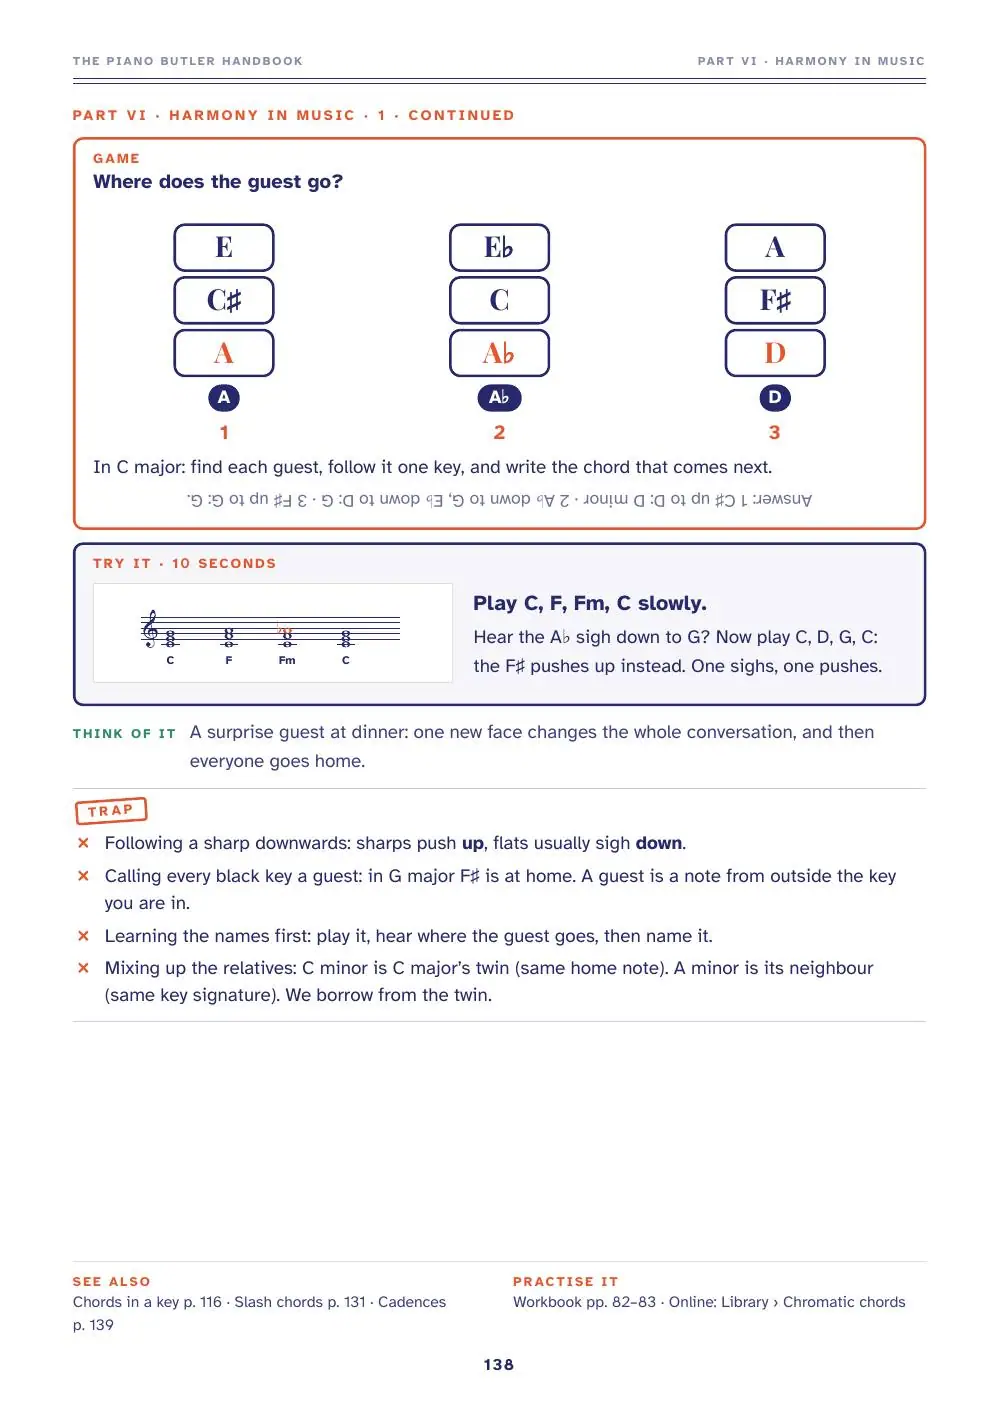 THE PIANO BUTLER HANDBOOK
PART VI · HARMONY IN MUSIC
PART VI · HARMONY IN MUSIC · 1 · CONTINUED
GAME
Where does the guest go?
E
C♯
A
A
1
E♭
C
A♭
A♭
2
A
F♯
D
D
3
In C major: find each guest, follow it one key, and write the chord that comes next.
Answer: 1 C♯ up to D: D minor · 2 A♭ down to G, E♭ down to D: G · 3 F♯ up to G: G.
TRY IT · 10 SECONDS
C F Fm C
Play C, F, Fm, C slowly.
Hear the A♭ sigh down to G? Now play C, D, G, C:
the F♯ pushes up instead. One sighs, one pushes.
THINK OF IT A surprise guest at dinner: one new face changes the whole conversation, and then
everyone goes home.
TRAP
× Following a sharp downwards: sharps push up, flats usually sigh down.
× Calling every black key a guest: in G major F♯ is at home. A guest is a note from outside the key
you are in.
× Learning the names first: play it, hear where the guest goes, then name it.
× Mixing up the relatives: C minor is C major’s twin (same home note). A minor is its neighbour
(same key signature). We borrow from the twin.
SEE ALSO
Chords in a key p. 116 · Slash chords p. 131 · Cadences
p. 139
PRACTISE IT
Workbook pp. 82–83 · Online: Library › Chromatic chords
138